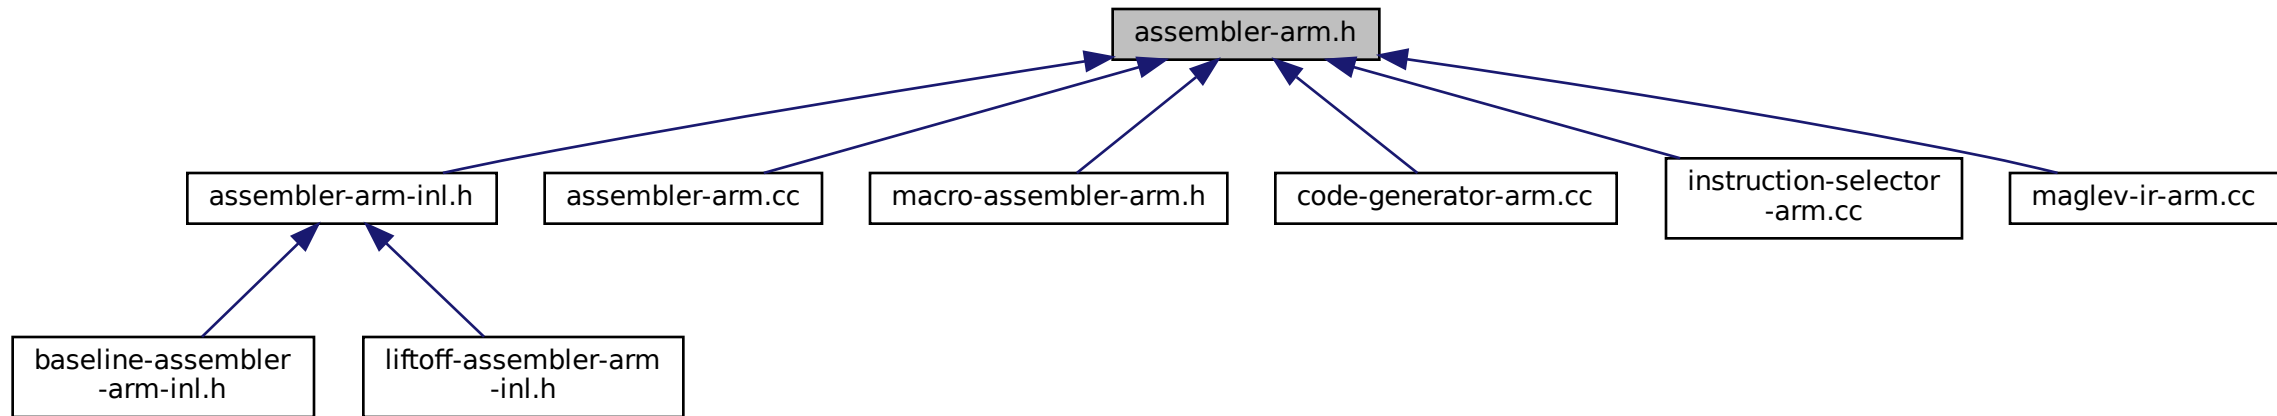 assembler-arm.h
assembler-arm-inl.h
assembler-arm.cc
macro-assembler-arm.h
code-generator-arm.cc
instruction-selector
-arm.cc
maglev-ir-arm.cc
baseline-assembler
-arm-inl.h
liftoff-assembler-arm
-inl.h